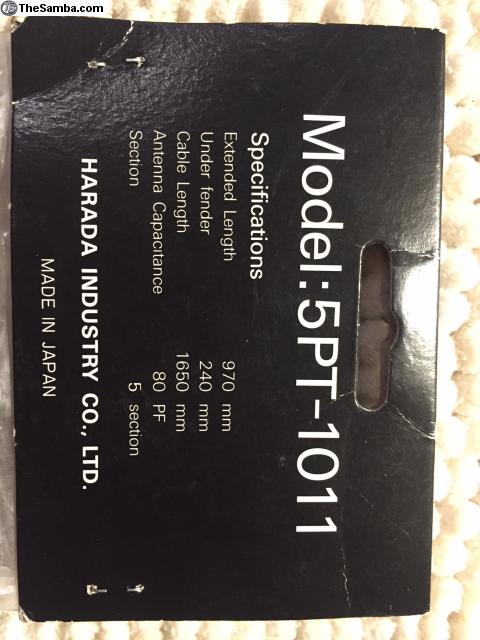 TheSamba.com
Model: 5PT-1011
Specifications
Extended Length 970 mm
Under fender 240 mm
Cable Length 1650 mm
Antenna Capacitance 80 PF
Section 5 section
HARADA INDUSTRY CO., LTD.
MADE IN JAPAN